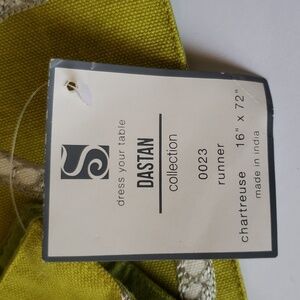 dress your table
DASTAN
collection
0023
runner
chartreuse 16" x 72"
made in india